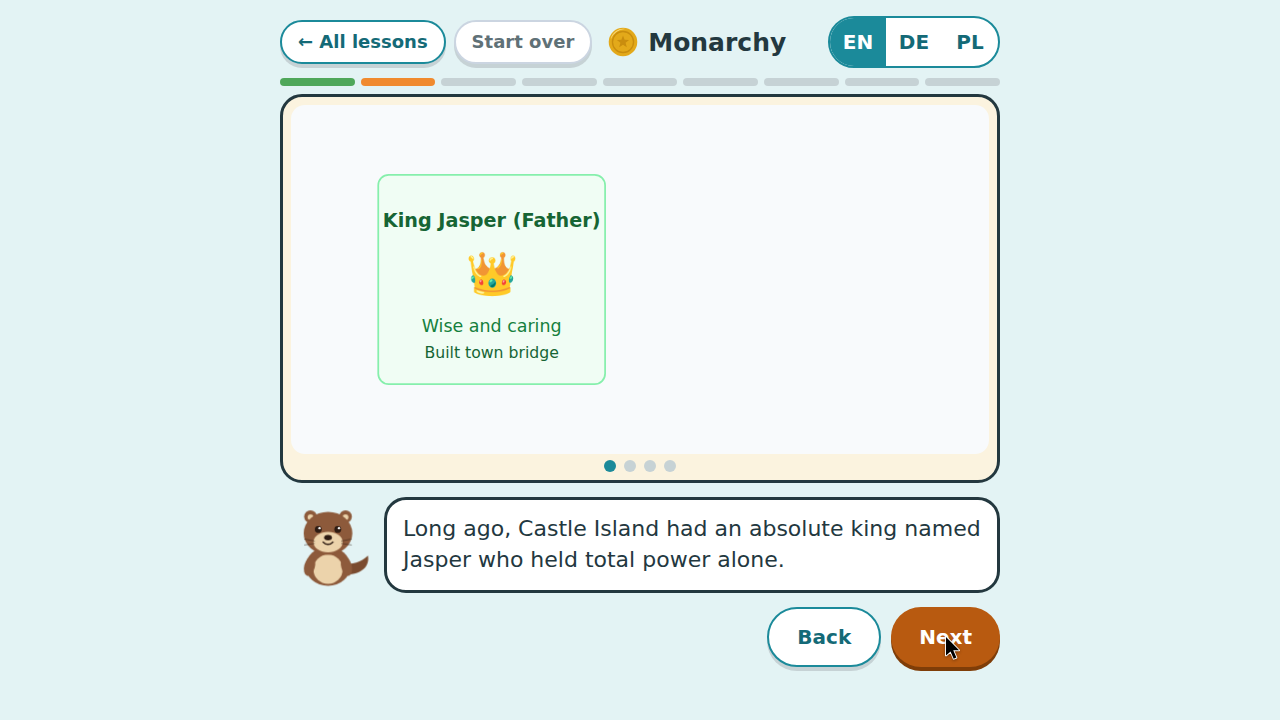 ← All lessons
Start over
Monarchy
EN
DE
PL
King Jasper (Father)
Wise and caring
Built town bridge
Long ago, Castle Island had an absolute king named
Jasper who held total power alone.
Back
Next